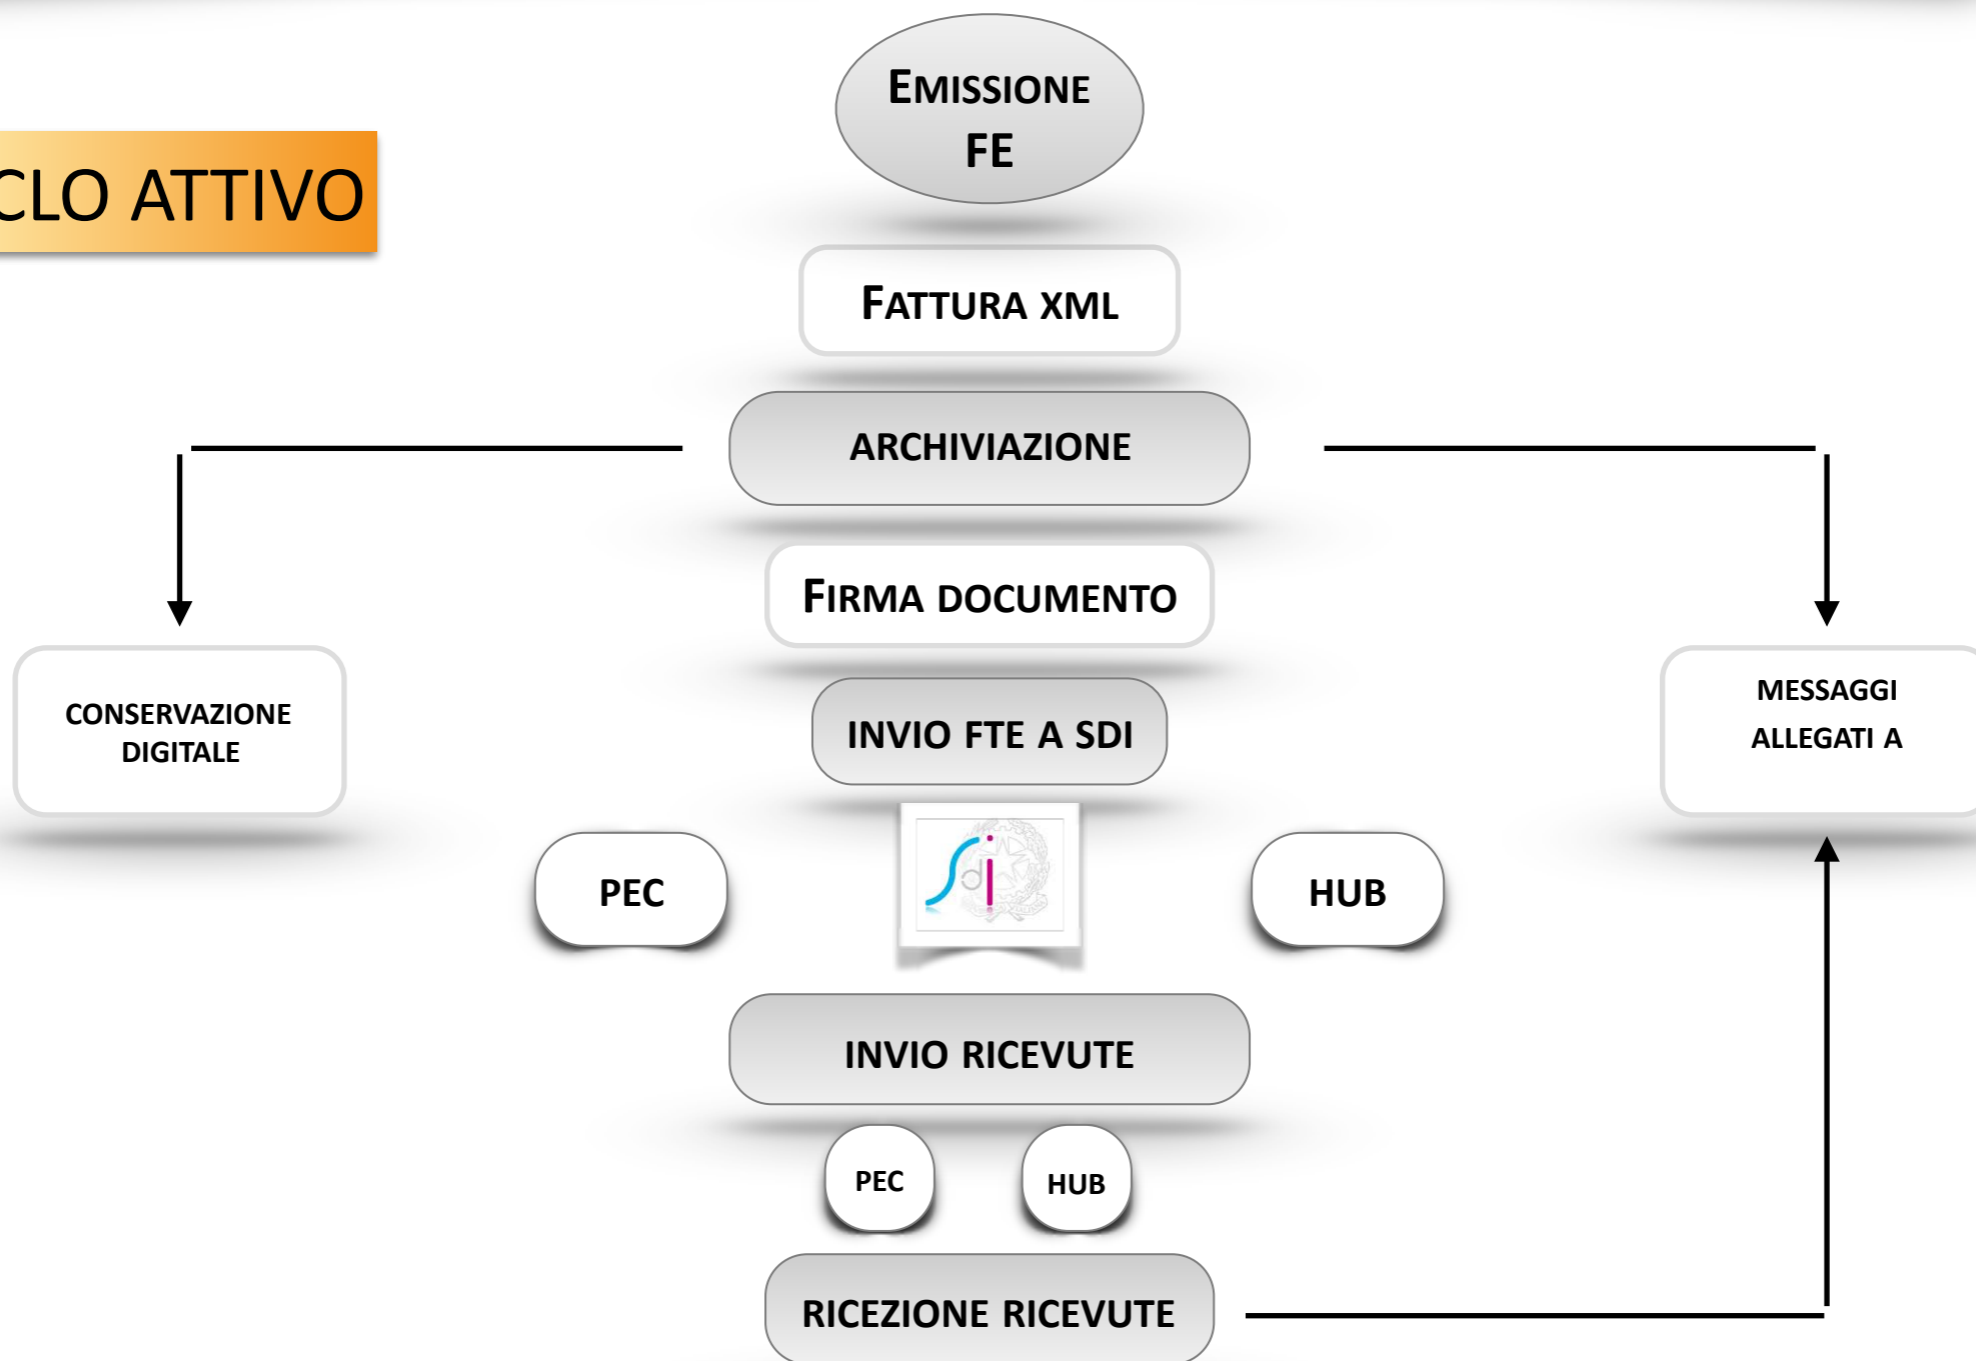 EMISSIONE
FE
CLO ATTIVO
FATTURA XML
ARCHIVIAZIONE
FIRMA DOCUMENTO
CONSERVAZIONE
DIGITALE
MESSAGGI
ALLEGATI A
INVIO FTE A SDI
PEC
Sdi
HUB
INVIO RICEVUTE
PEC
HUB
RICEZIONE RICEVUTE